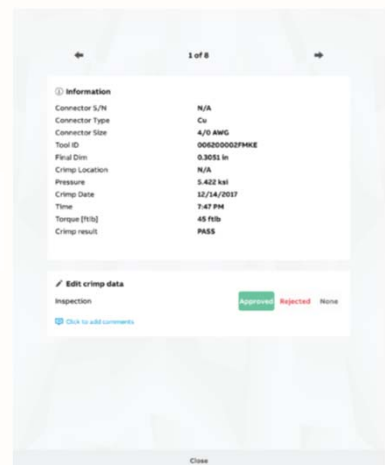 1 of 8
Information
Connector S/N N/A
Connector Type Cu
Connector Size 4/0 AWG
Tool ID 006200002FMKE
Final Dim 0.3051 in
Crimp Location N/A
Pressure 5.422 ksi
Crimp Date 12/14/2017
Time 7:47 PM
Torque [ftlb] 45 ftlb
Crimp result PASS
Edit crimp data
Inspection Approved Rejected None
Click to add comments
Close